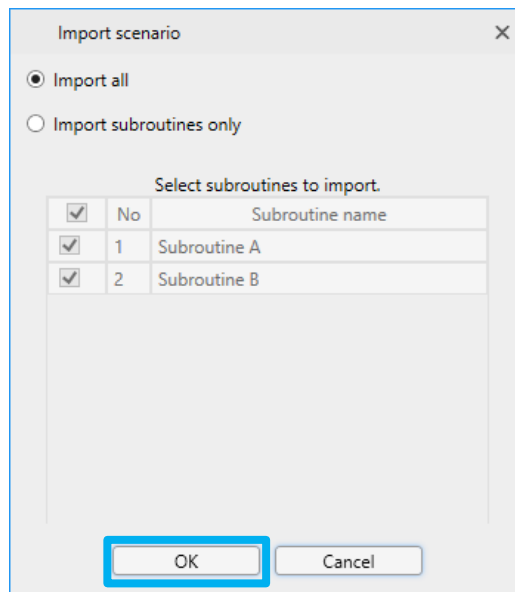 Import scenario
Import all
Import subroutines only
Select subroutines to import.
No Subroutine name
1 Subroutine A
2 Subroutine B
OK Cancel